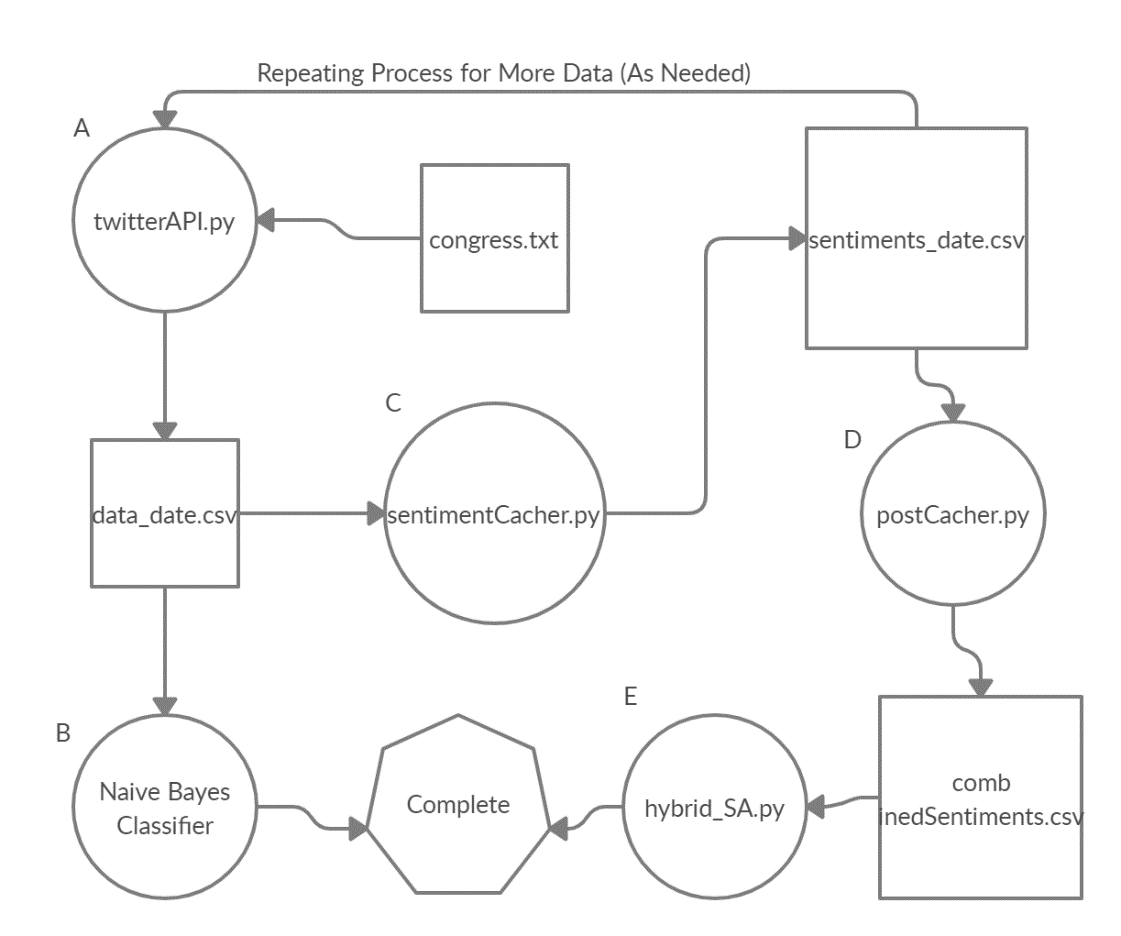 Repeating Process for More Data (As Needed)
A
twitterAPI.py
congress.txt
sentiments_date.csv
C
D
data_date.csv
sentimentCacher.py
postCacher.py
B
E
Naive Bayes
Classifier
Complete
hybrid_SA.py
comb
inedSentiments.csv